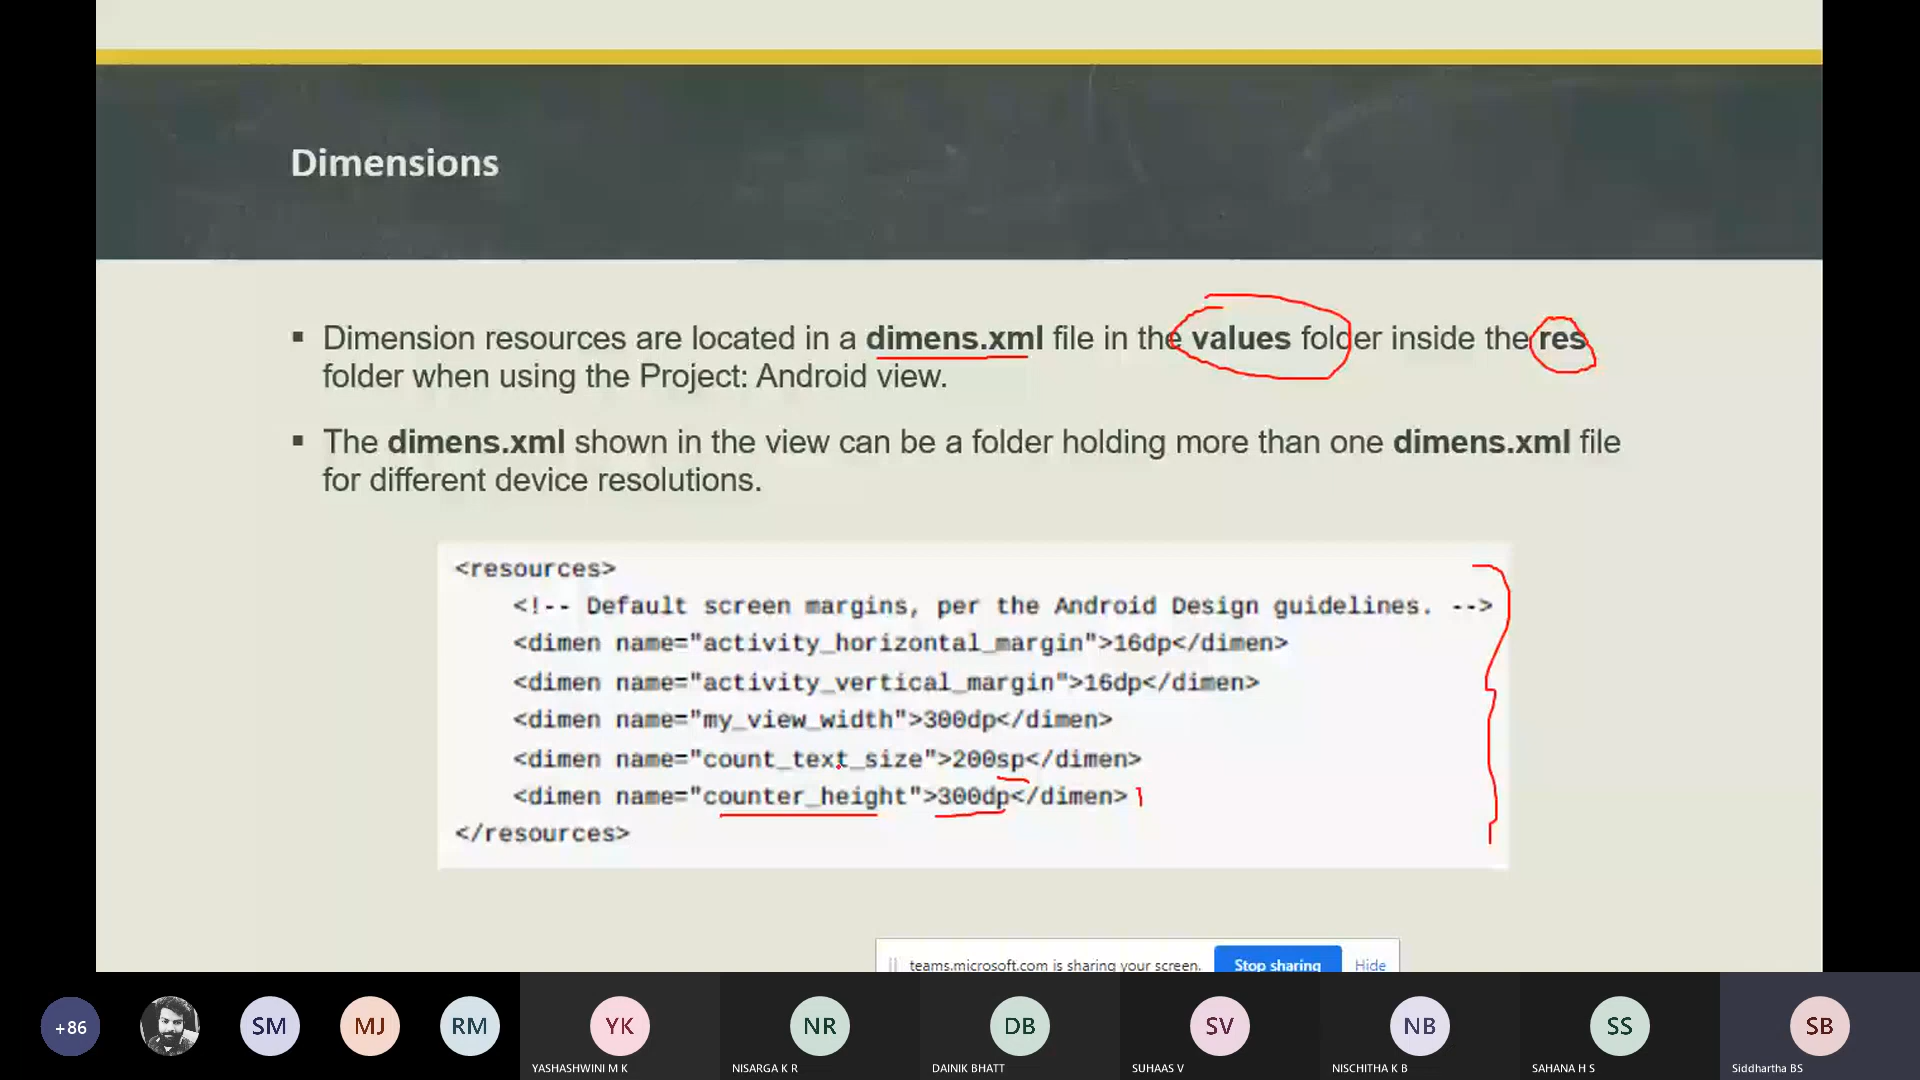 Dimensions
▪ Dimension resources are located in a dimens.xml file in the values folder inside the res
folder when using the Project: Android view.
▪ The dimens.xml shown in the view can be a folder holding more than one dimens.xml file
for different device resolutions.
<resources>
<!-- Default screen margins, per the Android Design guidelines. -->
<dimen name="activity_horizontal_margin">16dp</dimen>
<dimen name="activity_vertical_margin">16dp</dimen>
<dimen name="my_view_width">300dp</dimen>
<dimen name="count_text_size">200sp</dimen>
<dimen name="counter_height">300dp</dimen>
</resources>
teams.microsoft.com is sharing your screen. Stop sharing Hide
+86 SM MJ RM YK NR DB SV NB SS SB
YASHASHWINI M K NISARGA K R DAINIK BHATT SUHAAS V NISCHITHA K B SAHANA H S Siddhartha BS